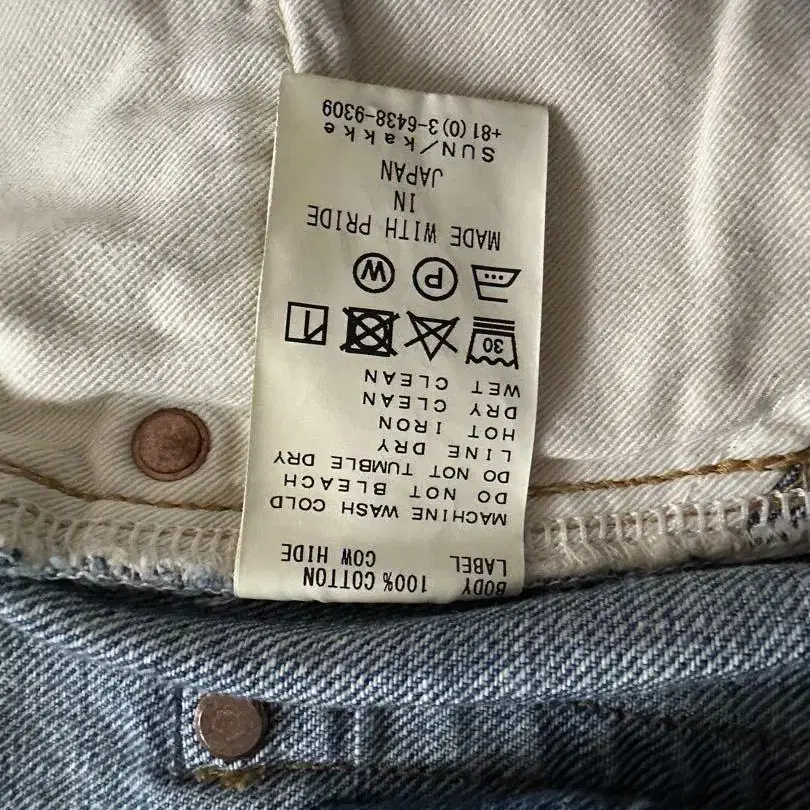 BODY 100% COTTON
LABEL COW HIDE
MACHINE WASH COLD
DO NOT BLEACH
DO NOT TUMBLE DRY
LINE DRY
HOT IRON
DRY CLEAN
WET CLEAN
30
P W
MADE WITH PRIDE
IN
JAPAN
SUN/kakke
+81 (0)3-6438-9309